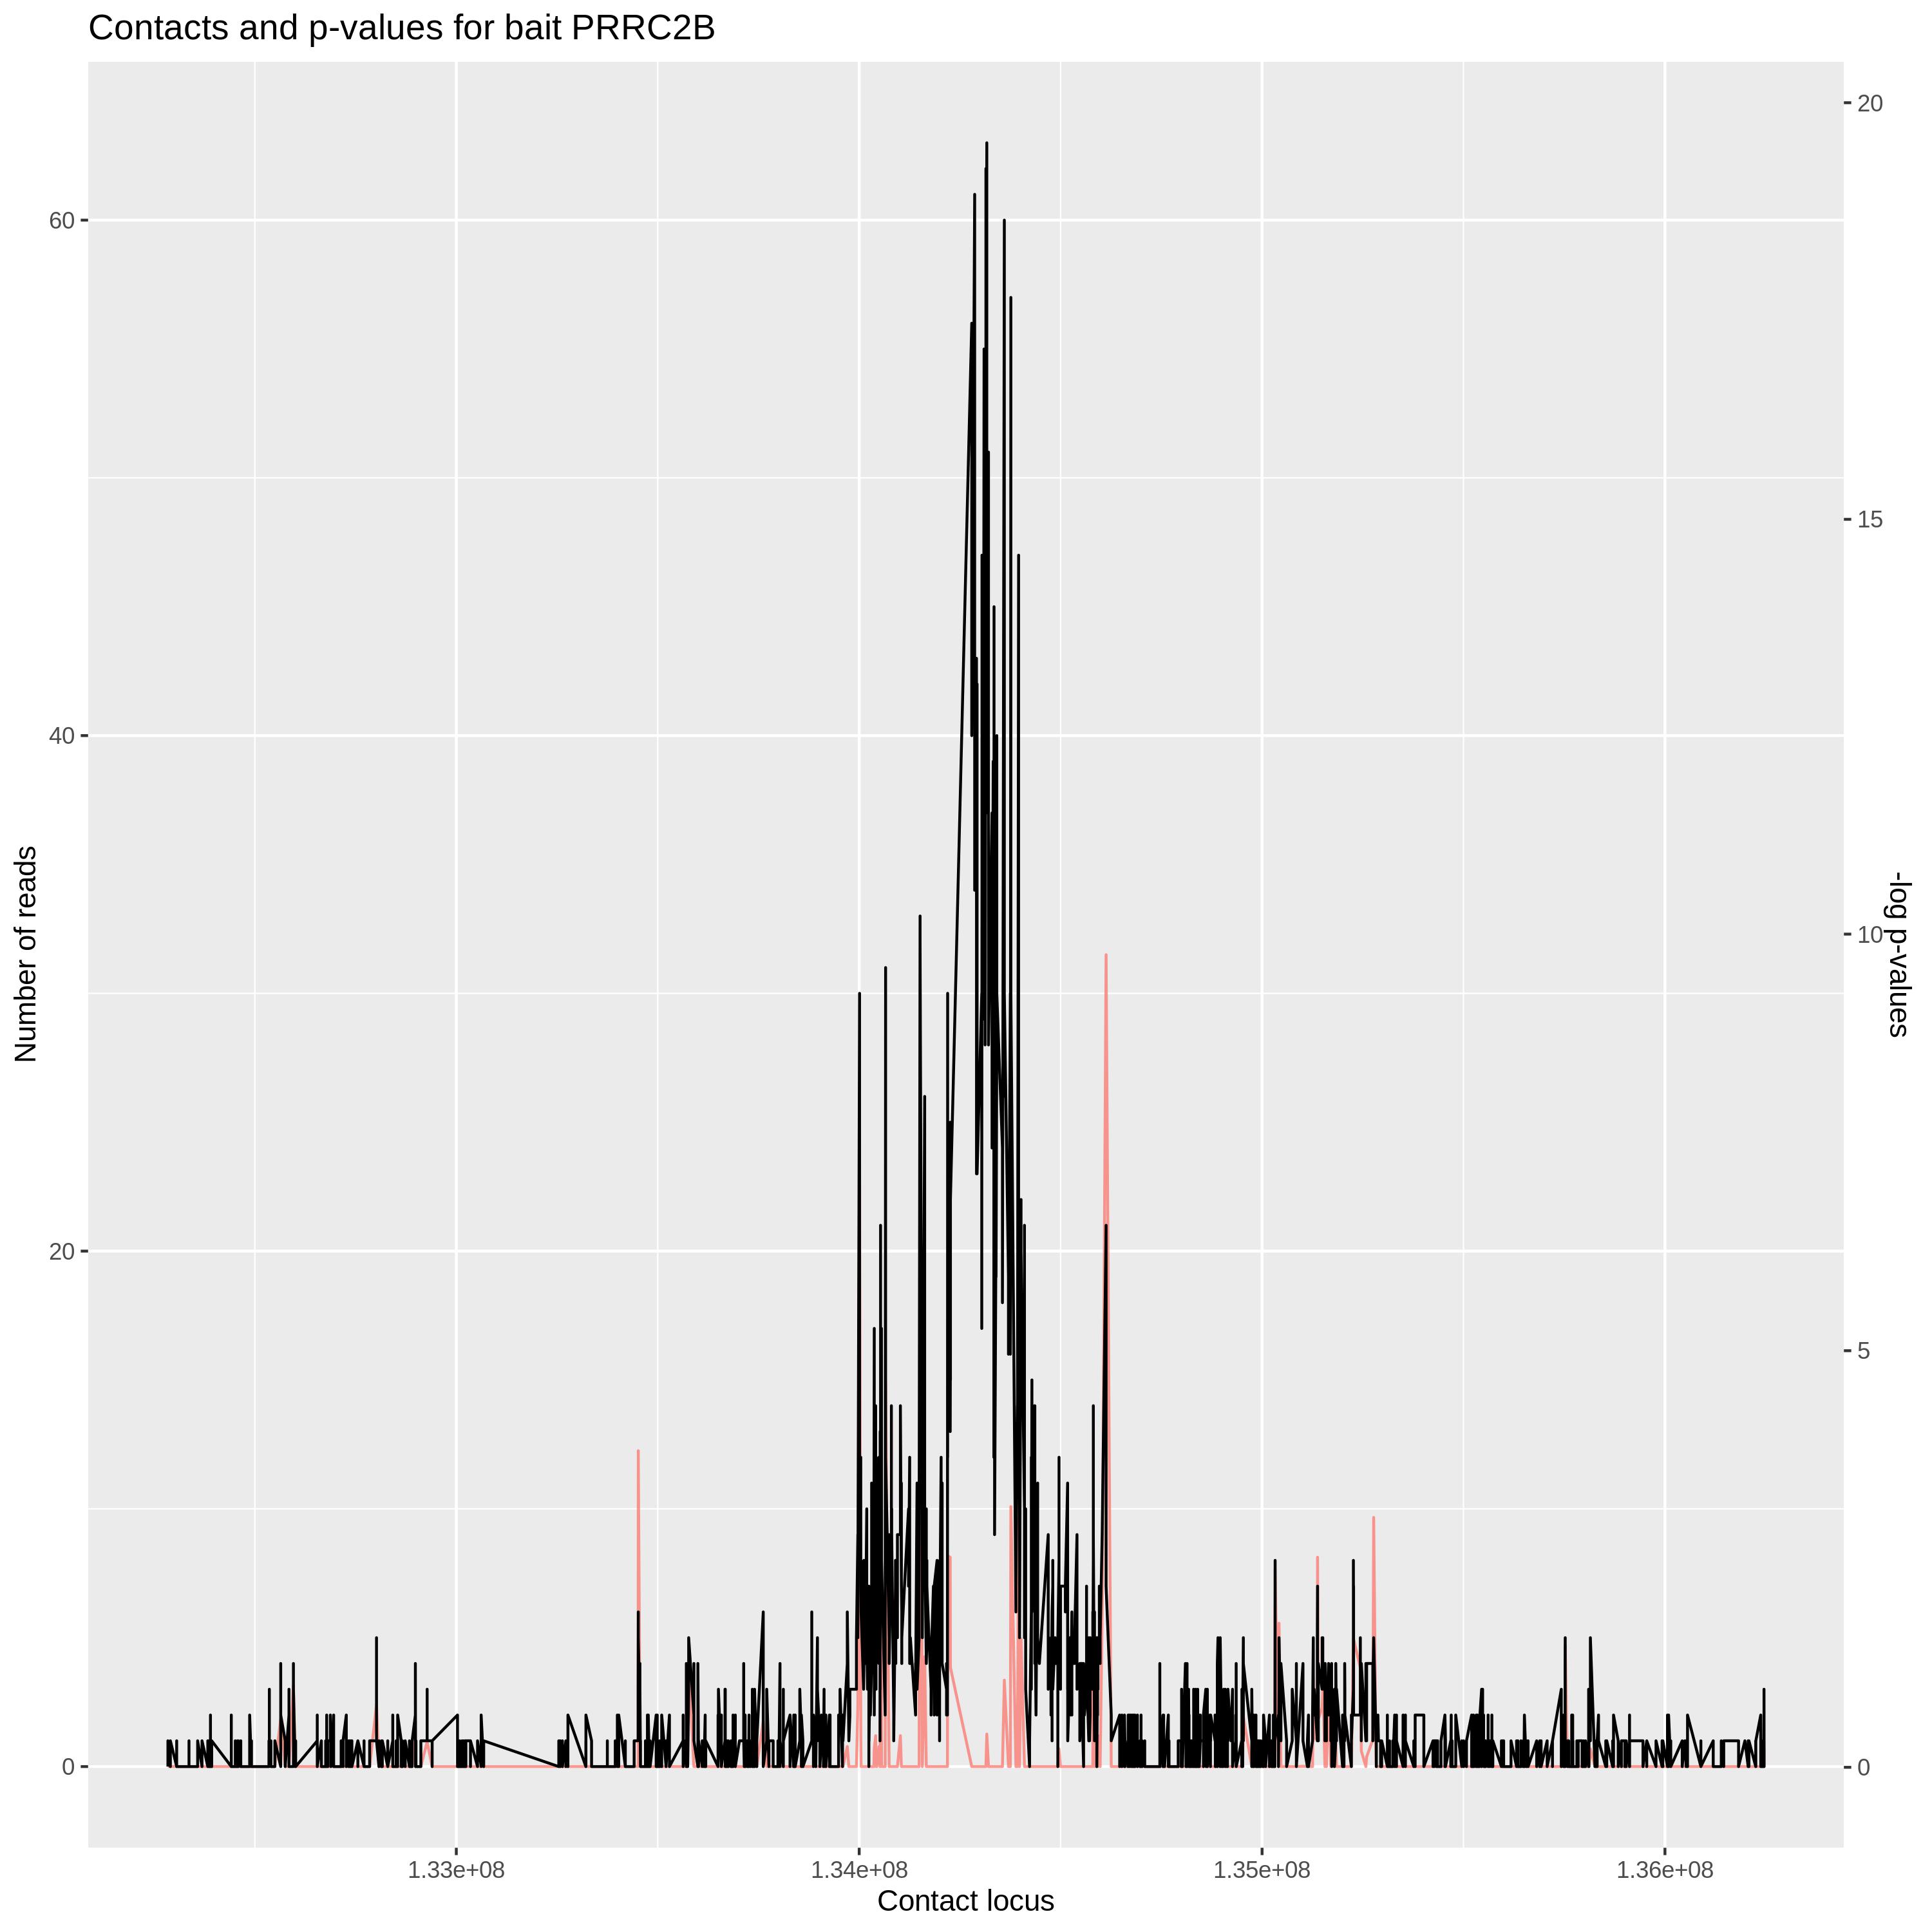 Contacts and p-values for bait PRRC2B
60
40
20
0
Number of reads
20
15
10
5
0
-log p-values
1.33e+08
1.34e+08
1.35e+08
1.36e+08
Contact locus